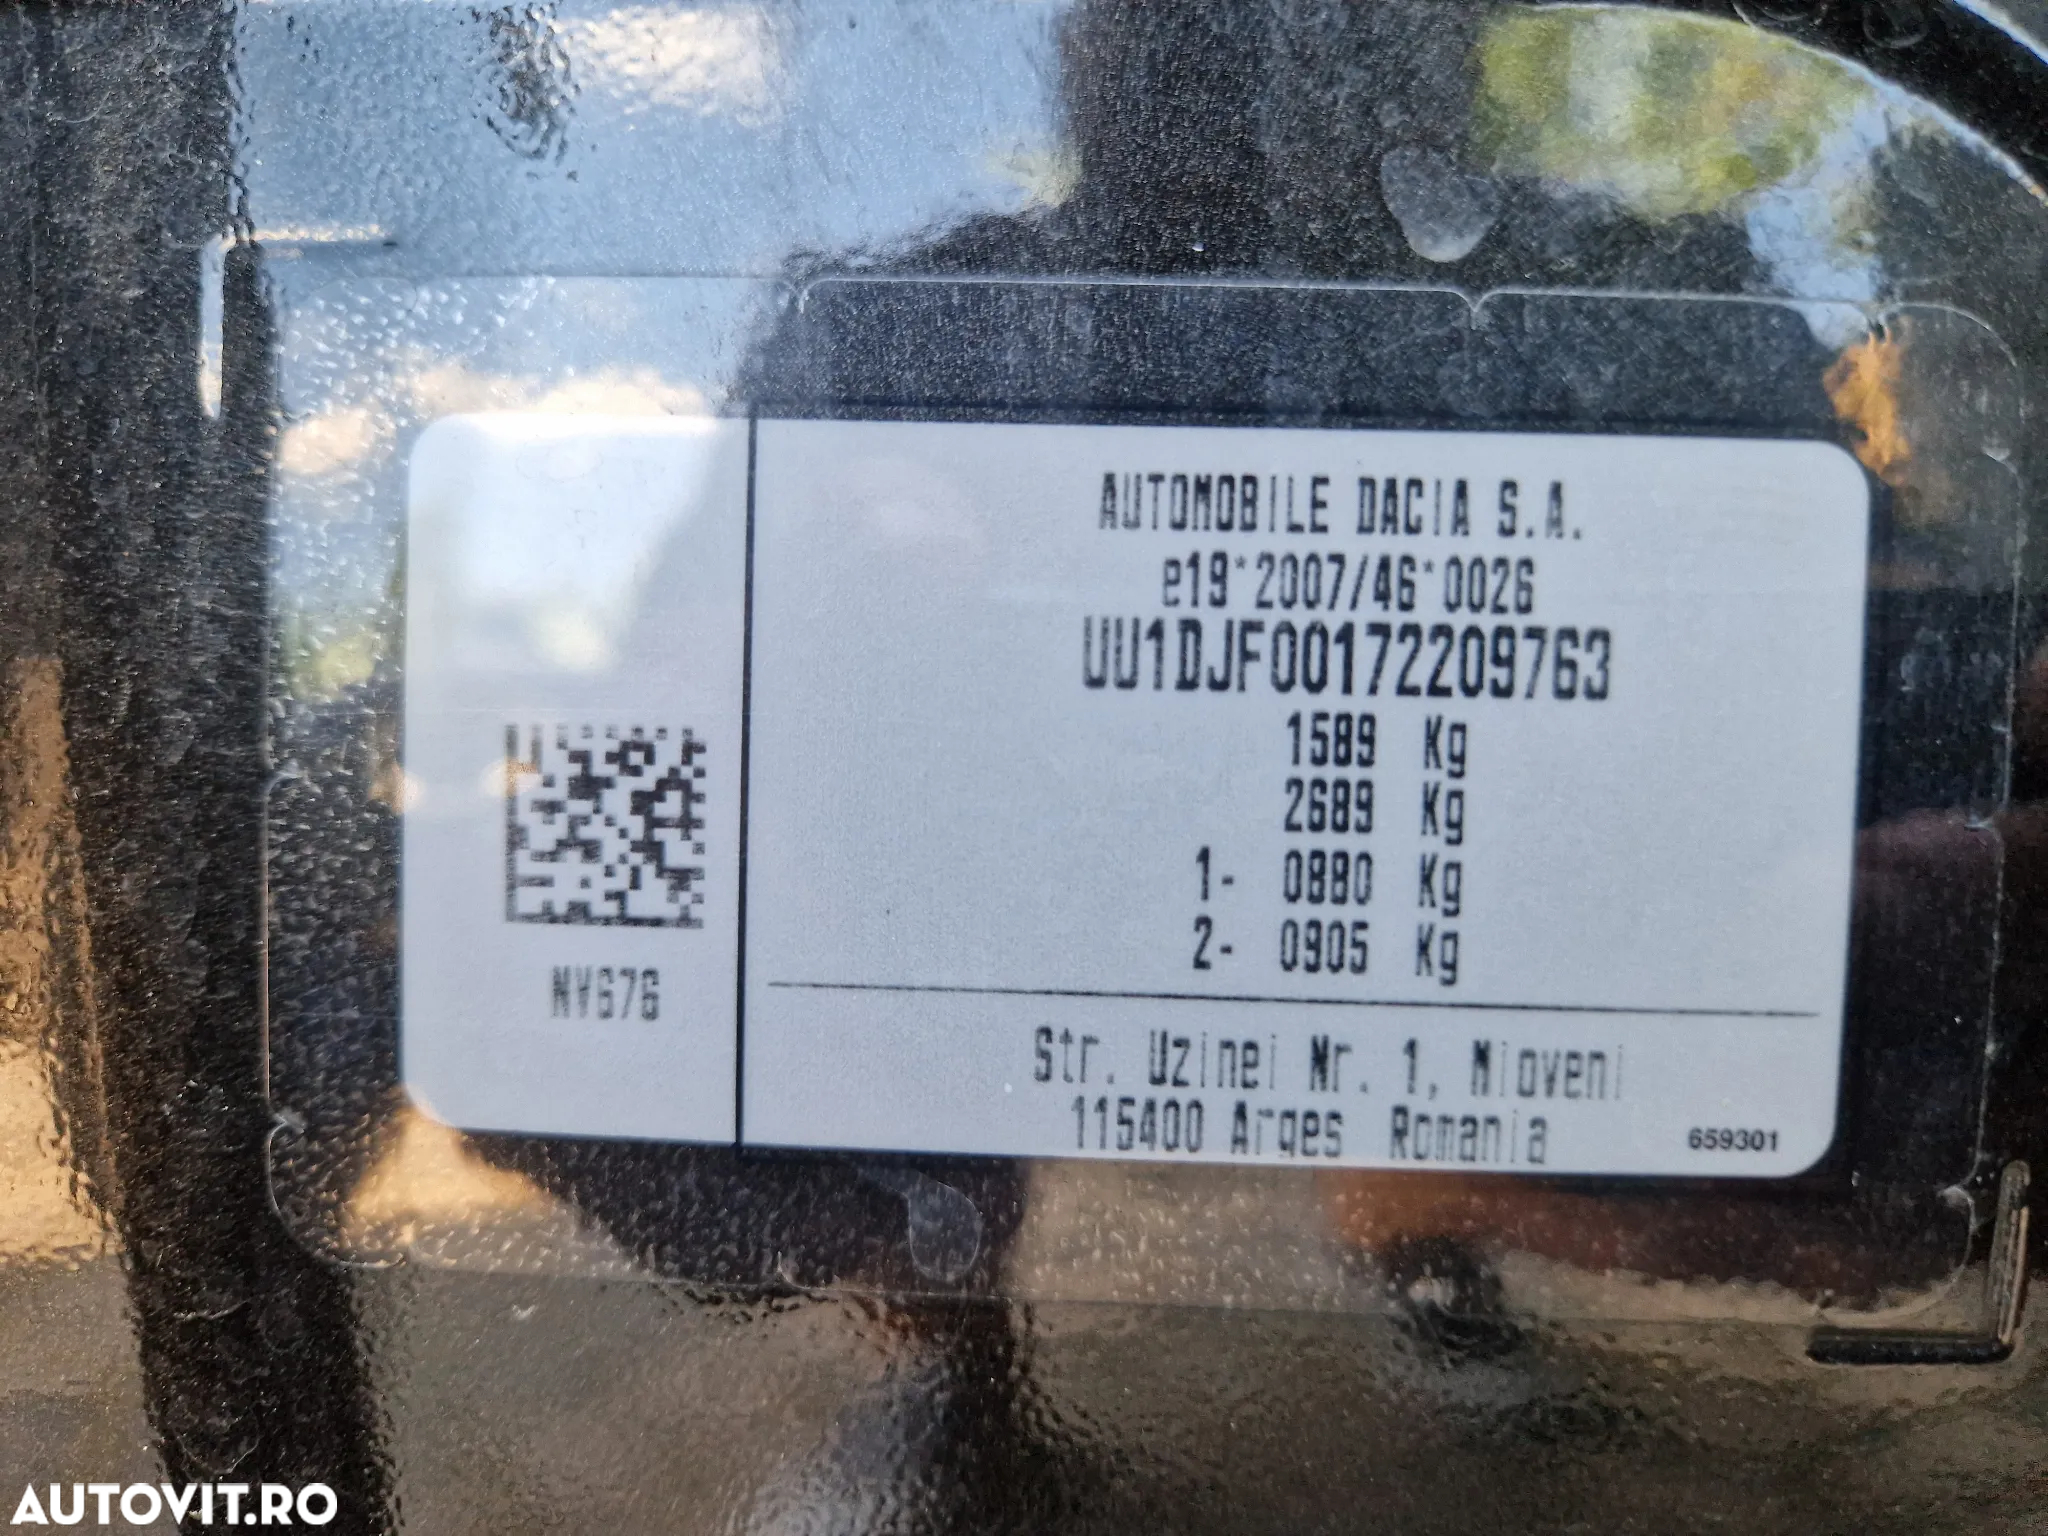 AUTOMOBILE DACIA S.A.
e19*2007/46*0026
UU1DJF00172209763
1589 Kg
2689 Kg
1- 0880 Kg
2- 0905 Kg
NV676
Str. Uzinei Nr. 1, Mioveni
115400 Arges Romania
659301
AUTOVIT.RO